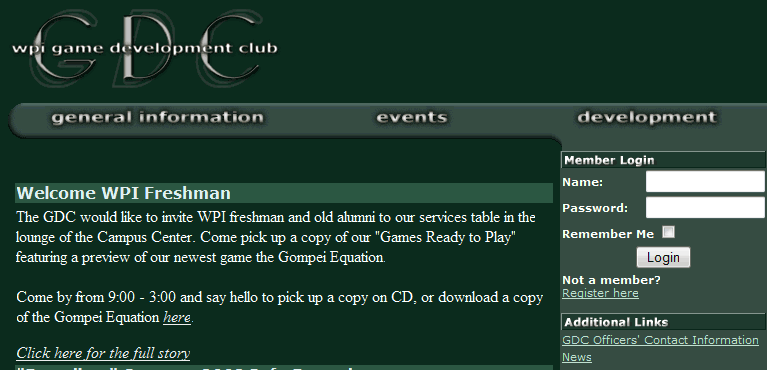 GDC
wpi game development club
general information
events
development
Welcome WPI Freshman
The GDC would like to invite WPI freshman and old alumni to our services table in the
lounge of the Campus Center. Come pick up a copy of our "Games Ready to Play"
featuring a preview of our newest game the Gompei Equation.
Come by from 9:00 - 3:00 and say hello to pick up a copy on CD, or download a copy
of the Gompei Equation here.
Click here for the full story
Member Login
Name:
Password:
Remember Me
Login
Not a member?
Register here
Additional Links
GDC Officers' Contact Information
News